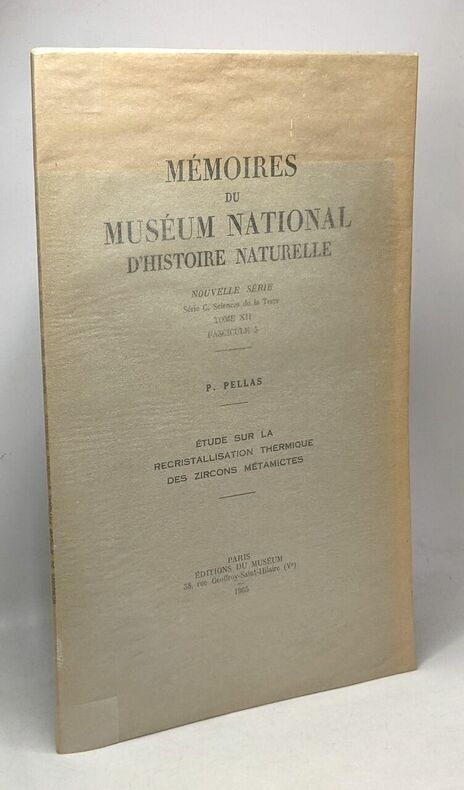 MÉMOIRES
DU
MUSÉUM NATIONAL
D'HISTOIRE NATURELLE
NOUVELLE SÉRIE
Série C, Sciences de la Terre
TOME XII
FASCICULE 5
P. PELLAS
ÉTUDE SUR LA
RECRISTALLISATION THERMIQUE
DES ZIRCONS MÉTAMICTES
PARIS
ÉDITIONS DU MUSÉUM
38, rue Geoffroy-Saint-Hilaire (Vᵉ)
1965